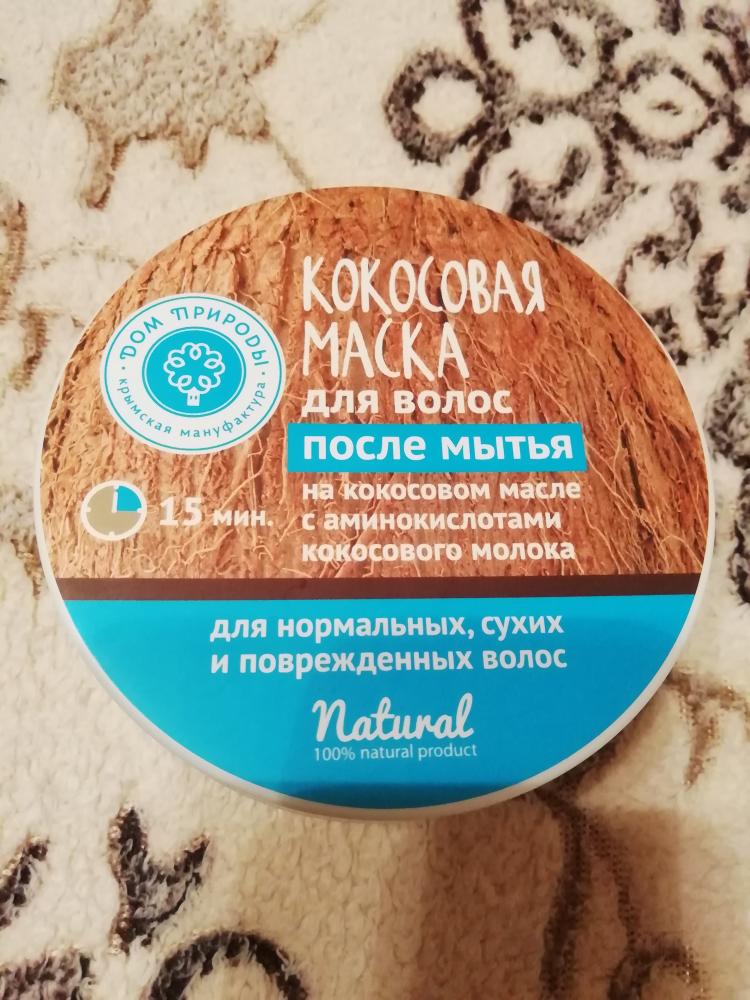 КОКОСОВАЯ
МАСКА
для волос
после мытья
на кокосовом масле
с аминокислотами
кокосового молока
ДОМ ПРИРОДЫ
крымская мануфактура
15 мин.
для нормальных, сухих
и поврежденных волос
Natural
100% natural product